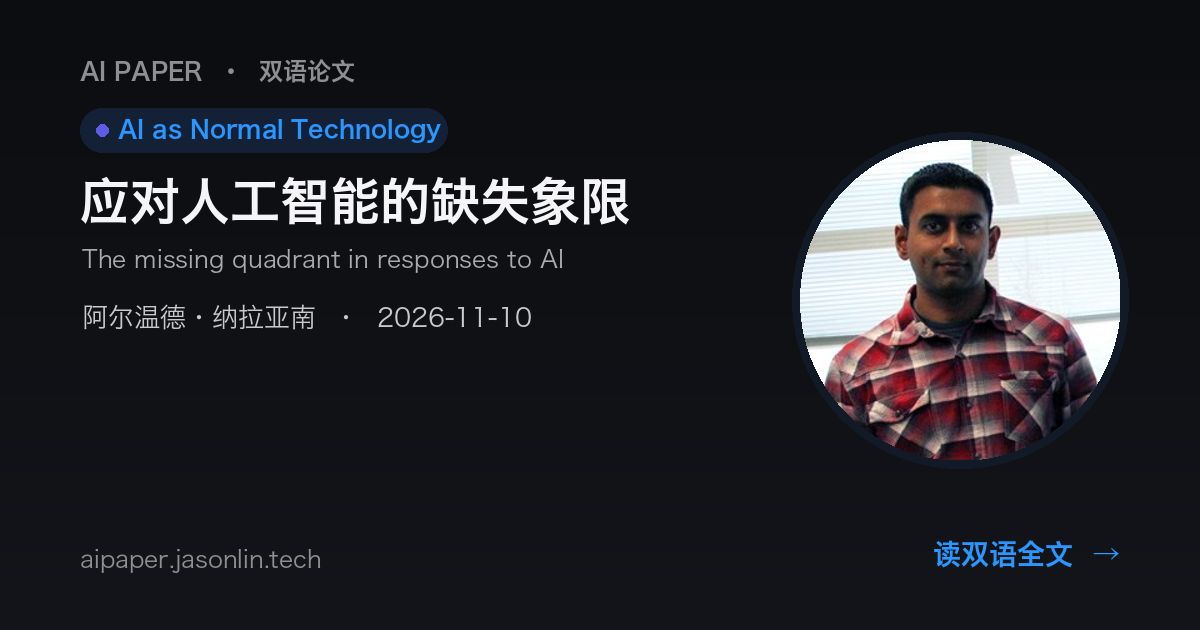 AI PAPER · 双语论文
AI as Normal Technology
应对人工智能的缺失象限
The missing quadrant in responses to AI
阿尔温德·纳拉亚南 · 2026-11-10
aipaper.jasonlin.tech
读双语全文 →